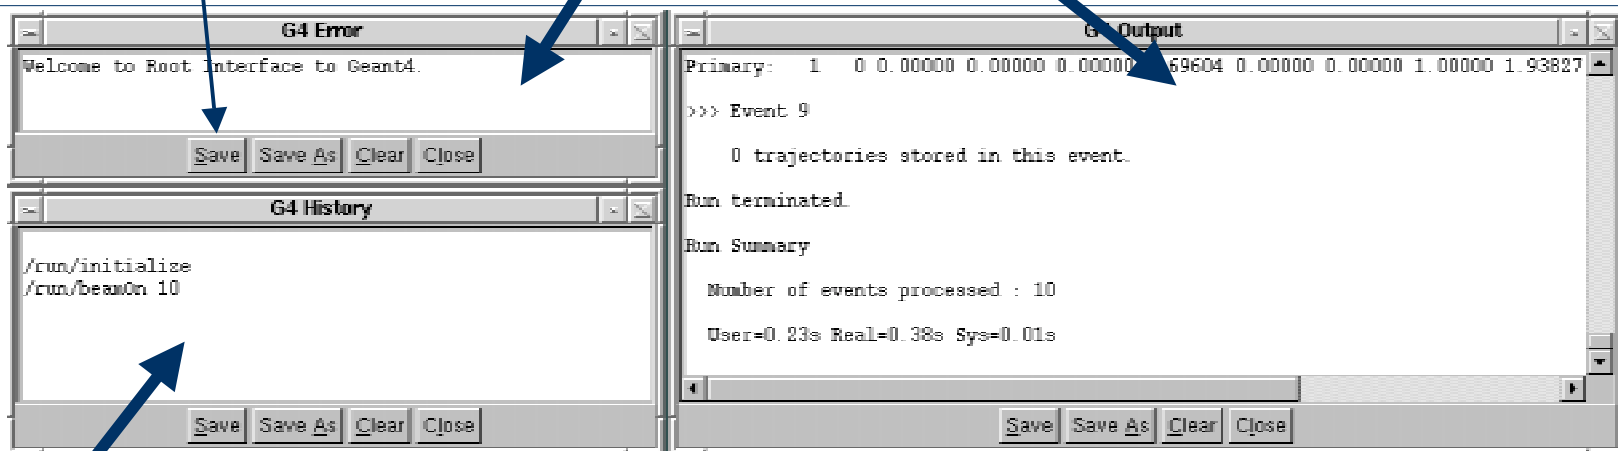 G4 Error
Welcome to Root Interface to Geant4.
Save Save As Clear Close
G4 History
/run/initialize
/run/beamOn 10
Save Save As Clear Close
G4 Output
Primary: 1 0 0.00000 0.00000 0.00000 69604 0.00000 0.00000 1.00000 1.93827
>>> Event 9
0 trajectories stored in this event.
Run terminated.
Run Summary
Number of events processed : 10
User=0.23s Real=0.38s Sys=0.01s
Save Save As Clear Close